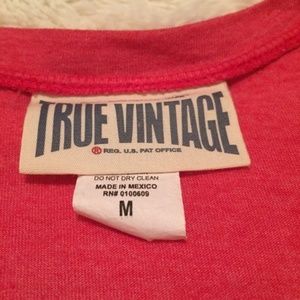 TRUE VINTAGE
® REG. U.S. PAT OFFICE
DO NOT DRY CLEAN
MADE IN MEXICO
RN# 0100609
M